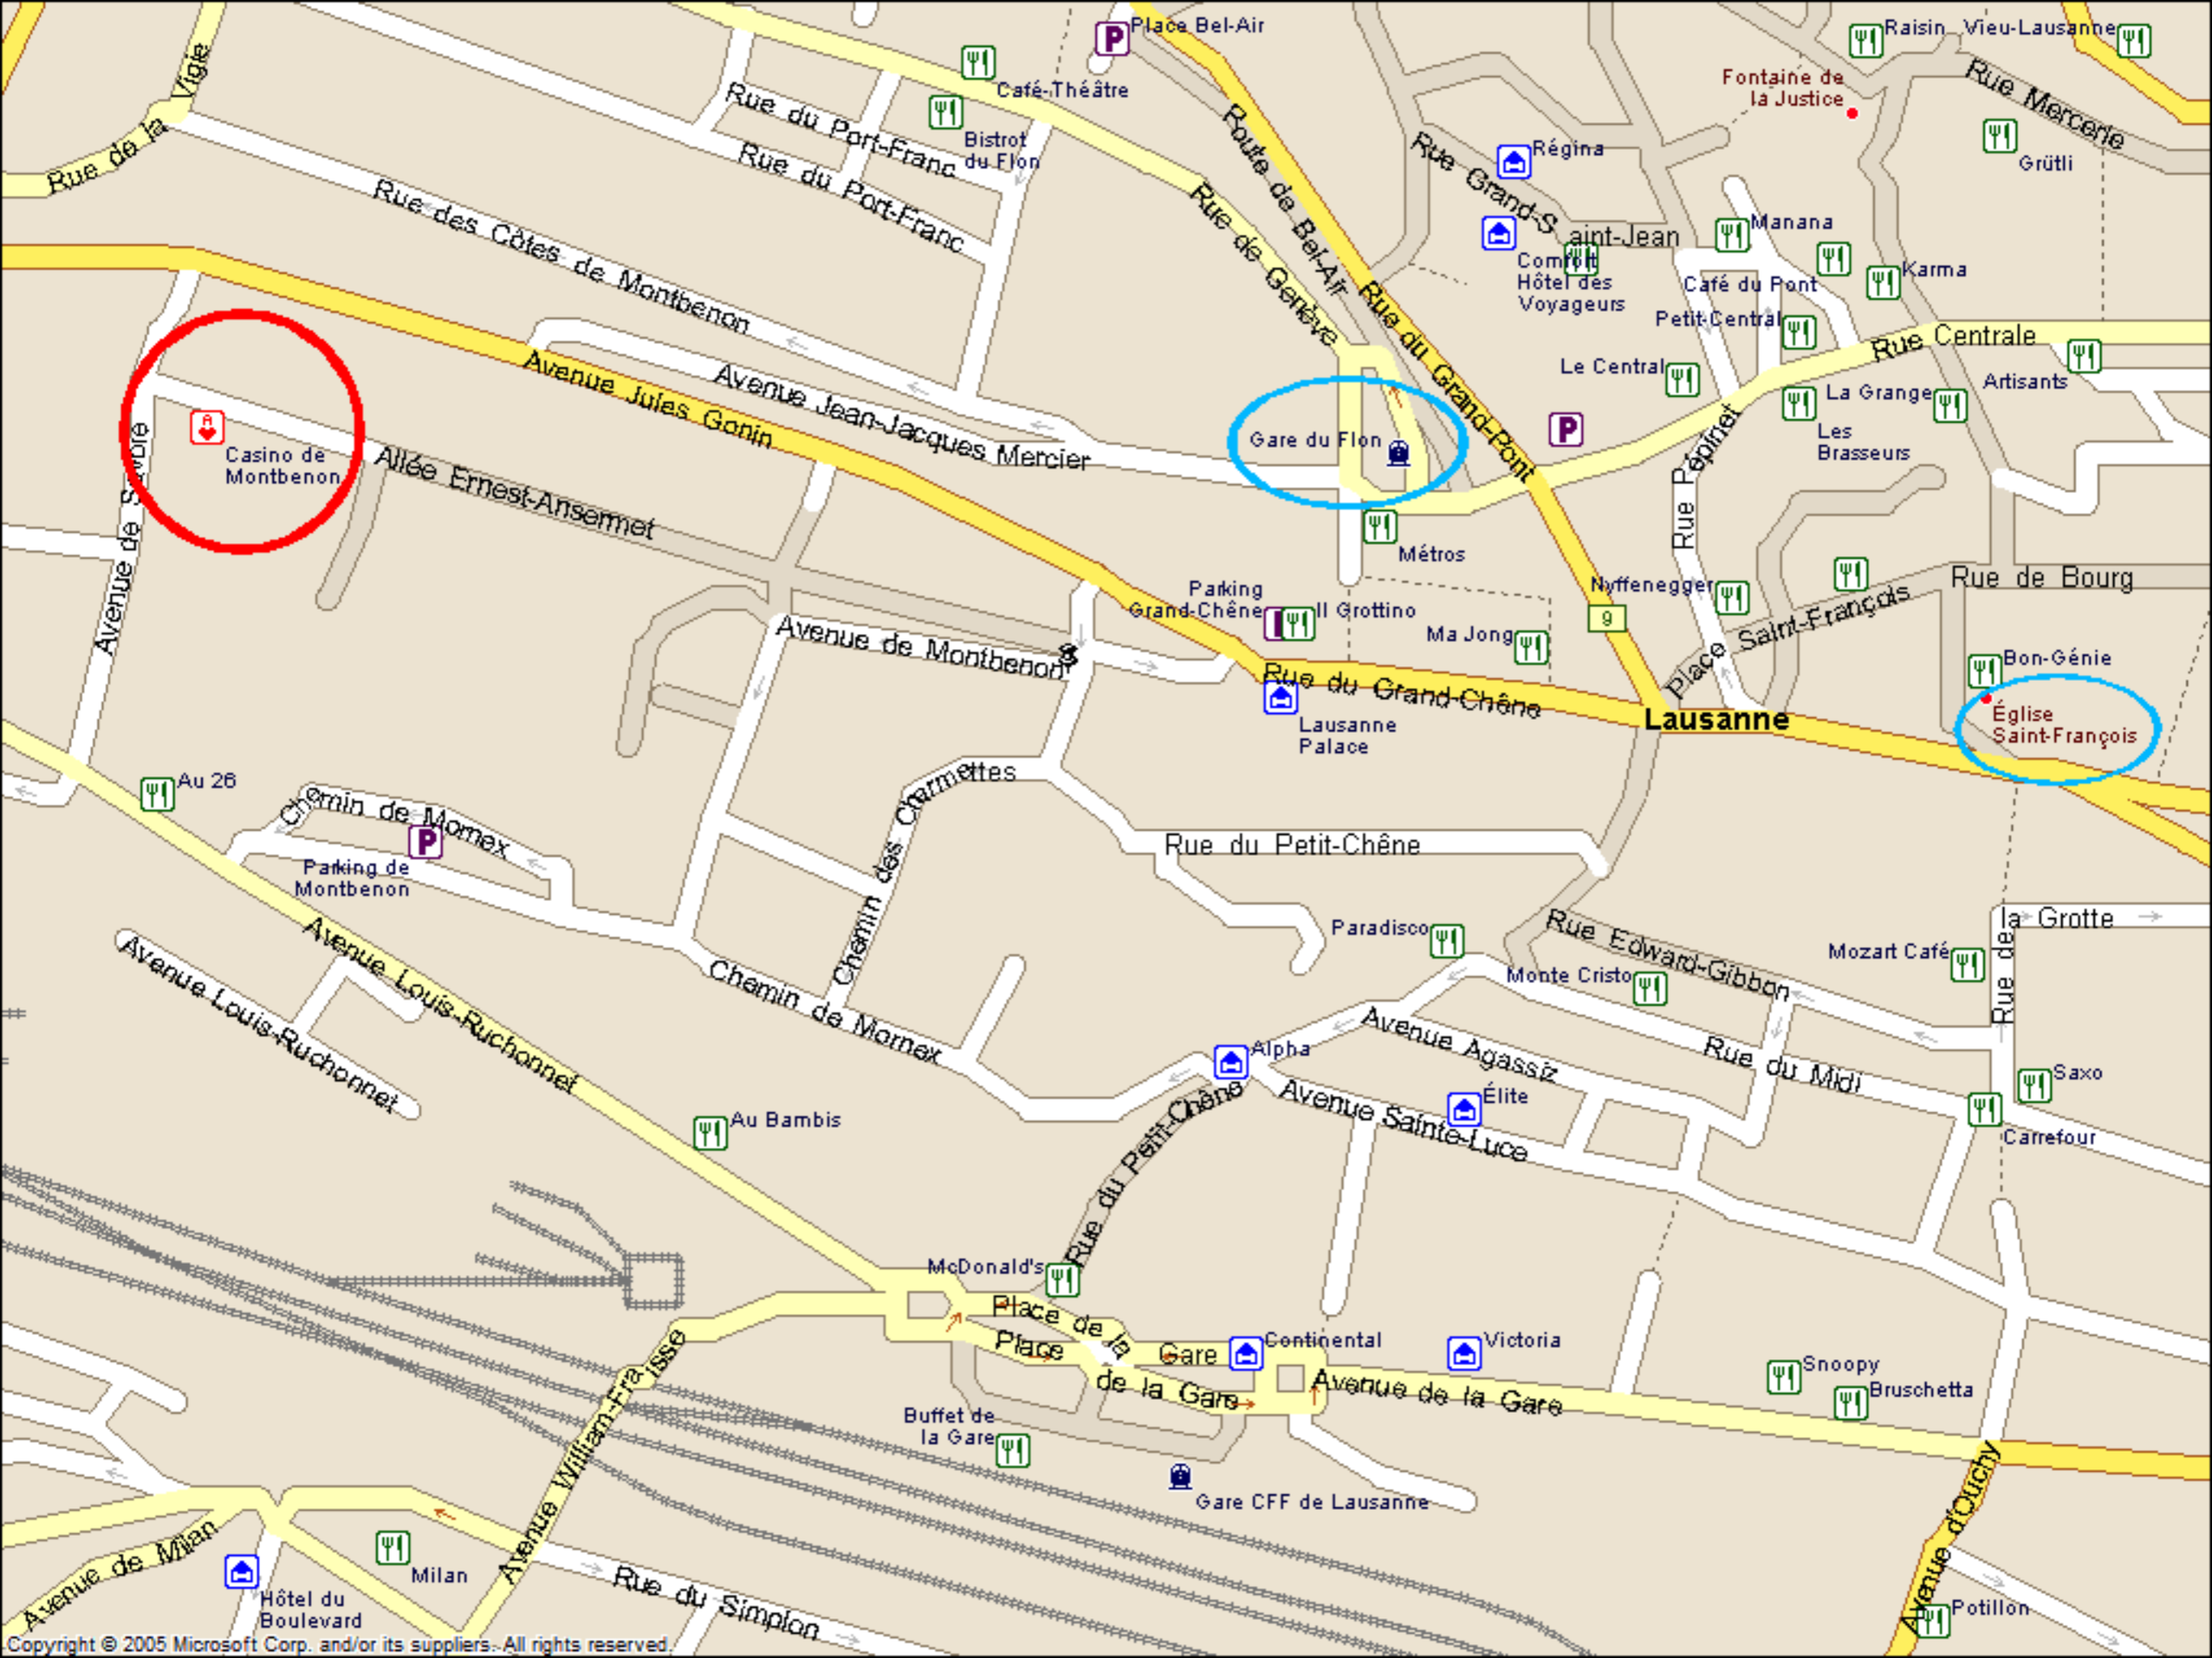 Place Bel-Air
Raisin
Vieu-Lausanne
Rue de la Vigie
Café-Théâtre
Fontaine de
la Justice
Rue Mercerie
Rue du Port-Franc
Bistrot
du Flon
Route de Bel-Air
Rue Grand-S
aint-Jean
Régina
Grütli
Rue du Port-Franc
Rue des Côtes de Montbenon
Rue de Genève
Manana
Comfort
Hôtel des
Voyageurs
Café du Pont
Karma
Petit-Central
Rue Centrale
Rue du Grand-Pont
Le Central
Artisants
Avenue Jules Gonin
Avenue Jean-Jacques Mercier
La Grange
Les
Brasseurs
Gare du Flon
Rue Pépinet
Casino de
Montbenon
Allée Ernest-Ansermet
Avenue de Savoie
Métros
Rue de Bourg
Parking
Grand-Chêne
Il Grottino
Nyffenegger
9
Ma Jong
Place Saint-François
Avenue de Montbenon
Bon-Génie
Rue du Grand-Chêne
Lausanne
Église
Saint-François
Lausanne
Palace
Au 26
Chemin des Charmettes
Chemin de Mornex
Parking de
Montbenon
Rue du Petit-Chêne
Avenue Louis-Ruchonnet
Avenue Louis-Ruchonnet
Paradisco
Rue Edward-Gibbon
Rue de la Grotte
Mozart Café
Monte Cristo
Chemin de Mornex
Avenue Agassiz
Rue du Midi
Alpha
Saxo
Élite
Avenue Sainte-Luce
Carrefour
Au Bambis
Rue du Petit-Chêne
McDonald's
Place de la Gare
Place de la Gare
Continental
Victoria
Avenue de la Gare
Snoopy
Bruschetta
Avenue William-Fraisse
Buffet de
la Gare
Gare CFF de Lausanne
Avenue d'Ouchy
Avenue de Milan
Milan
Hôtel du
Boulevard
Rue du Simplon
Potillon
Copyright © 2005 Microsoft Corp. and/or its suppliers. All rights reserved.